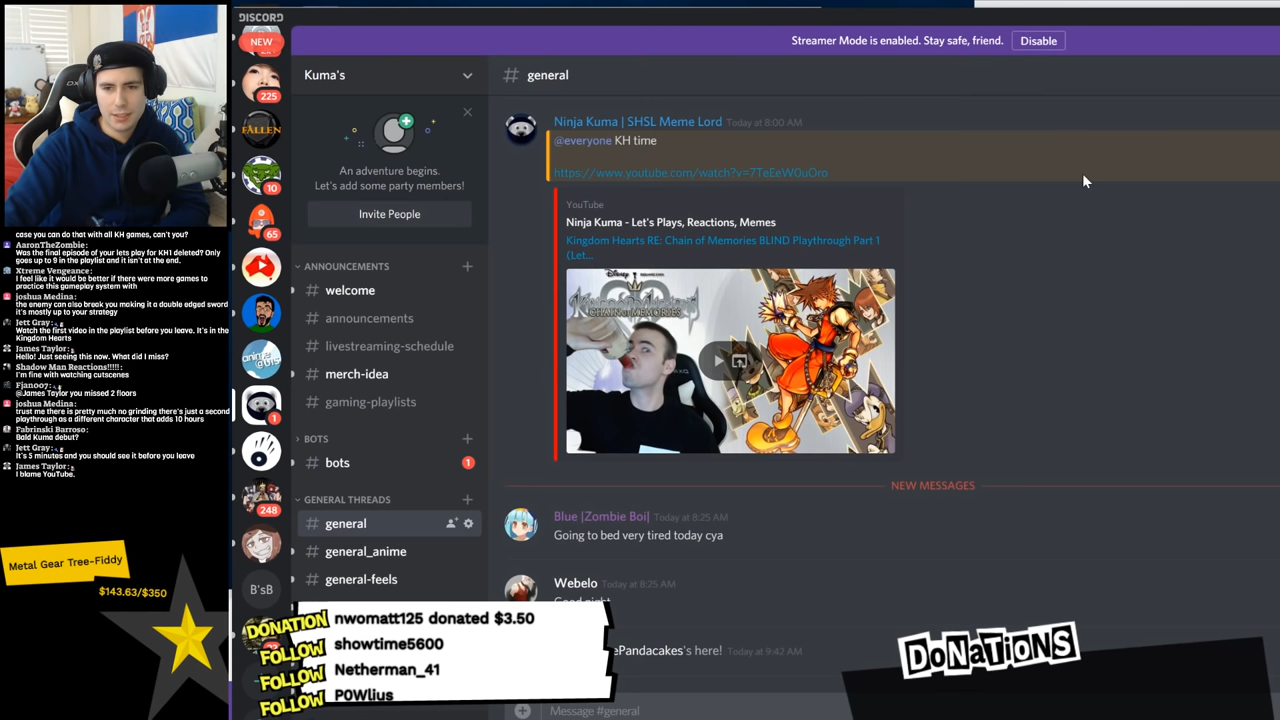 DISCORD
NEW
225
FALLEN
10
65
1
248
B'sB
Streamer Mode is enabled. Stay safe, friend.
Disable
Kuma's
An adventure begins.
Let's add some party members!
Invite People
ANNOUNCEMENTS
# welcome
# announcements
# livestreaming-schedule
# merch-idea
# gaming-playlists
BOTS
# bots
1
GENERAL THREADS
# general
# general_anime
# general-feels
# general
Ninja Kuma | SHSL Meme Lord Today at 8:00 AM
@everyone KH time
https://www.youtube.com/watch?v=7TeEeW0uOro
YouTube
Ninja Kuma - Let's Plays, Reactions, Memes
Kingdom Hearts RE: Chain of Memories BLIND Playthrough Part 1
(Let...
Disney
KINGDOM HEARTS
CHAIN OF MEMORIES
NEW MESSAGES
Blue |Zombie Boi| Today at 8:25 AM
Going to bed very tired today cya
Webelo Today at 8:25 AM
Good night
ePandacakes's here! Today at 9:42 AM
Message #general
case you can do that with all KH games, can't you?
AaronTheZombie:
Was the final episode of your lets play for KH1 deleted? Only
goes up to 9 in the playlist and it isn't at the end.
Xtreme Vengeance:
I feel like it would be better if there were more games to
practice this gameplay system with
joshua Medina:
the enemy can also break you making it a double edged sword
it's mostly up to your strategy
Jett Gray:
Watch the first video in the playlist before you leave. It's in the
Kingdom Hearts
James Taylor:
Hello! Just seeing this now. What did I miss?
Shadow Man Reactions!!!!!:
I'm fine with watching cutscenes
Fjan007:
@James Taylor you missed 2 floors
joshua Medina:
trust me there is pretty much no grinding there's just a second
playthrough as a different character that adds 10 hours
Fabrinski Barroso:
Bald Kuma debut?
Jett Gray:
It's 5 minutes and you should see it before you leave
James Taylor:
I blame YouTube.
Metal Gear Tree-Fiddy
$143.63/$350
DONATION nwomatt125 donated $3.50
FOLLOW showtime5600
FOLLOW Netherman_41
FOLLOW P0Wlius
DONATIONS